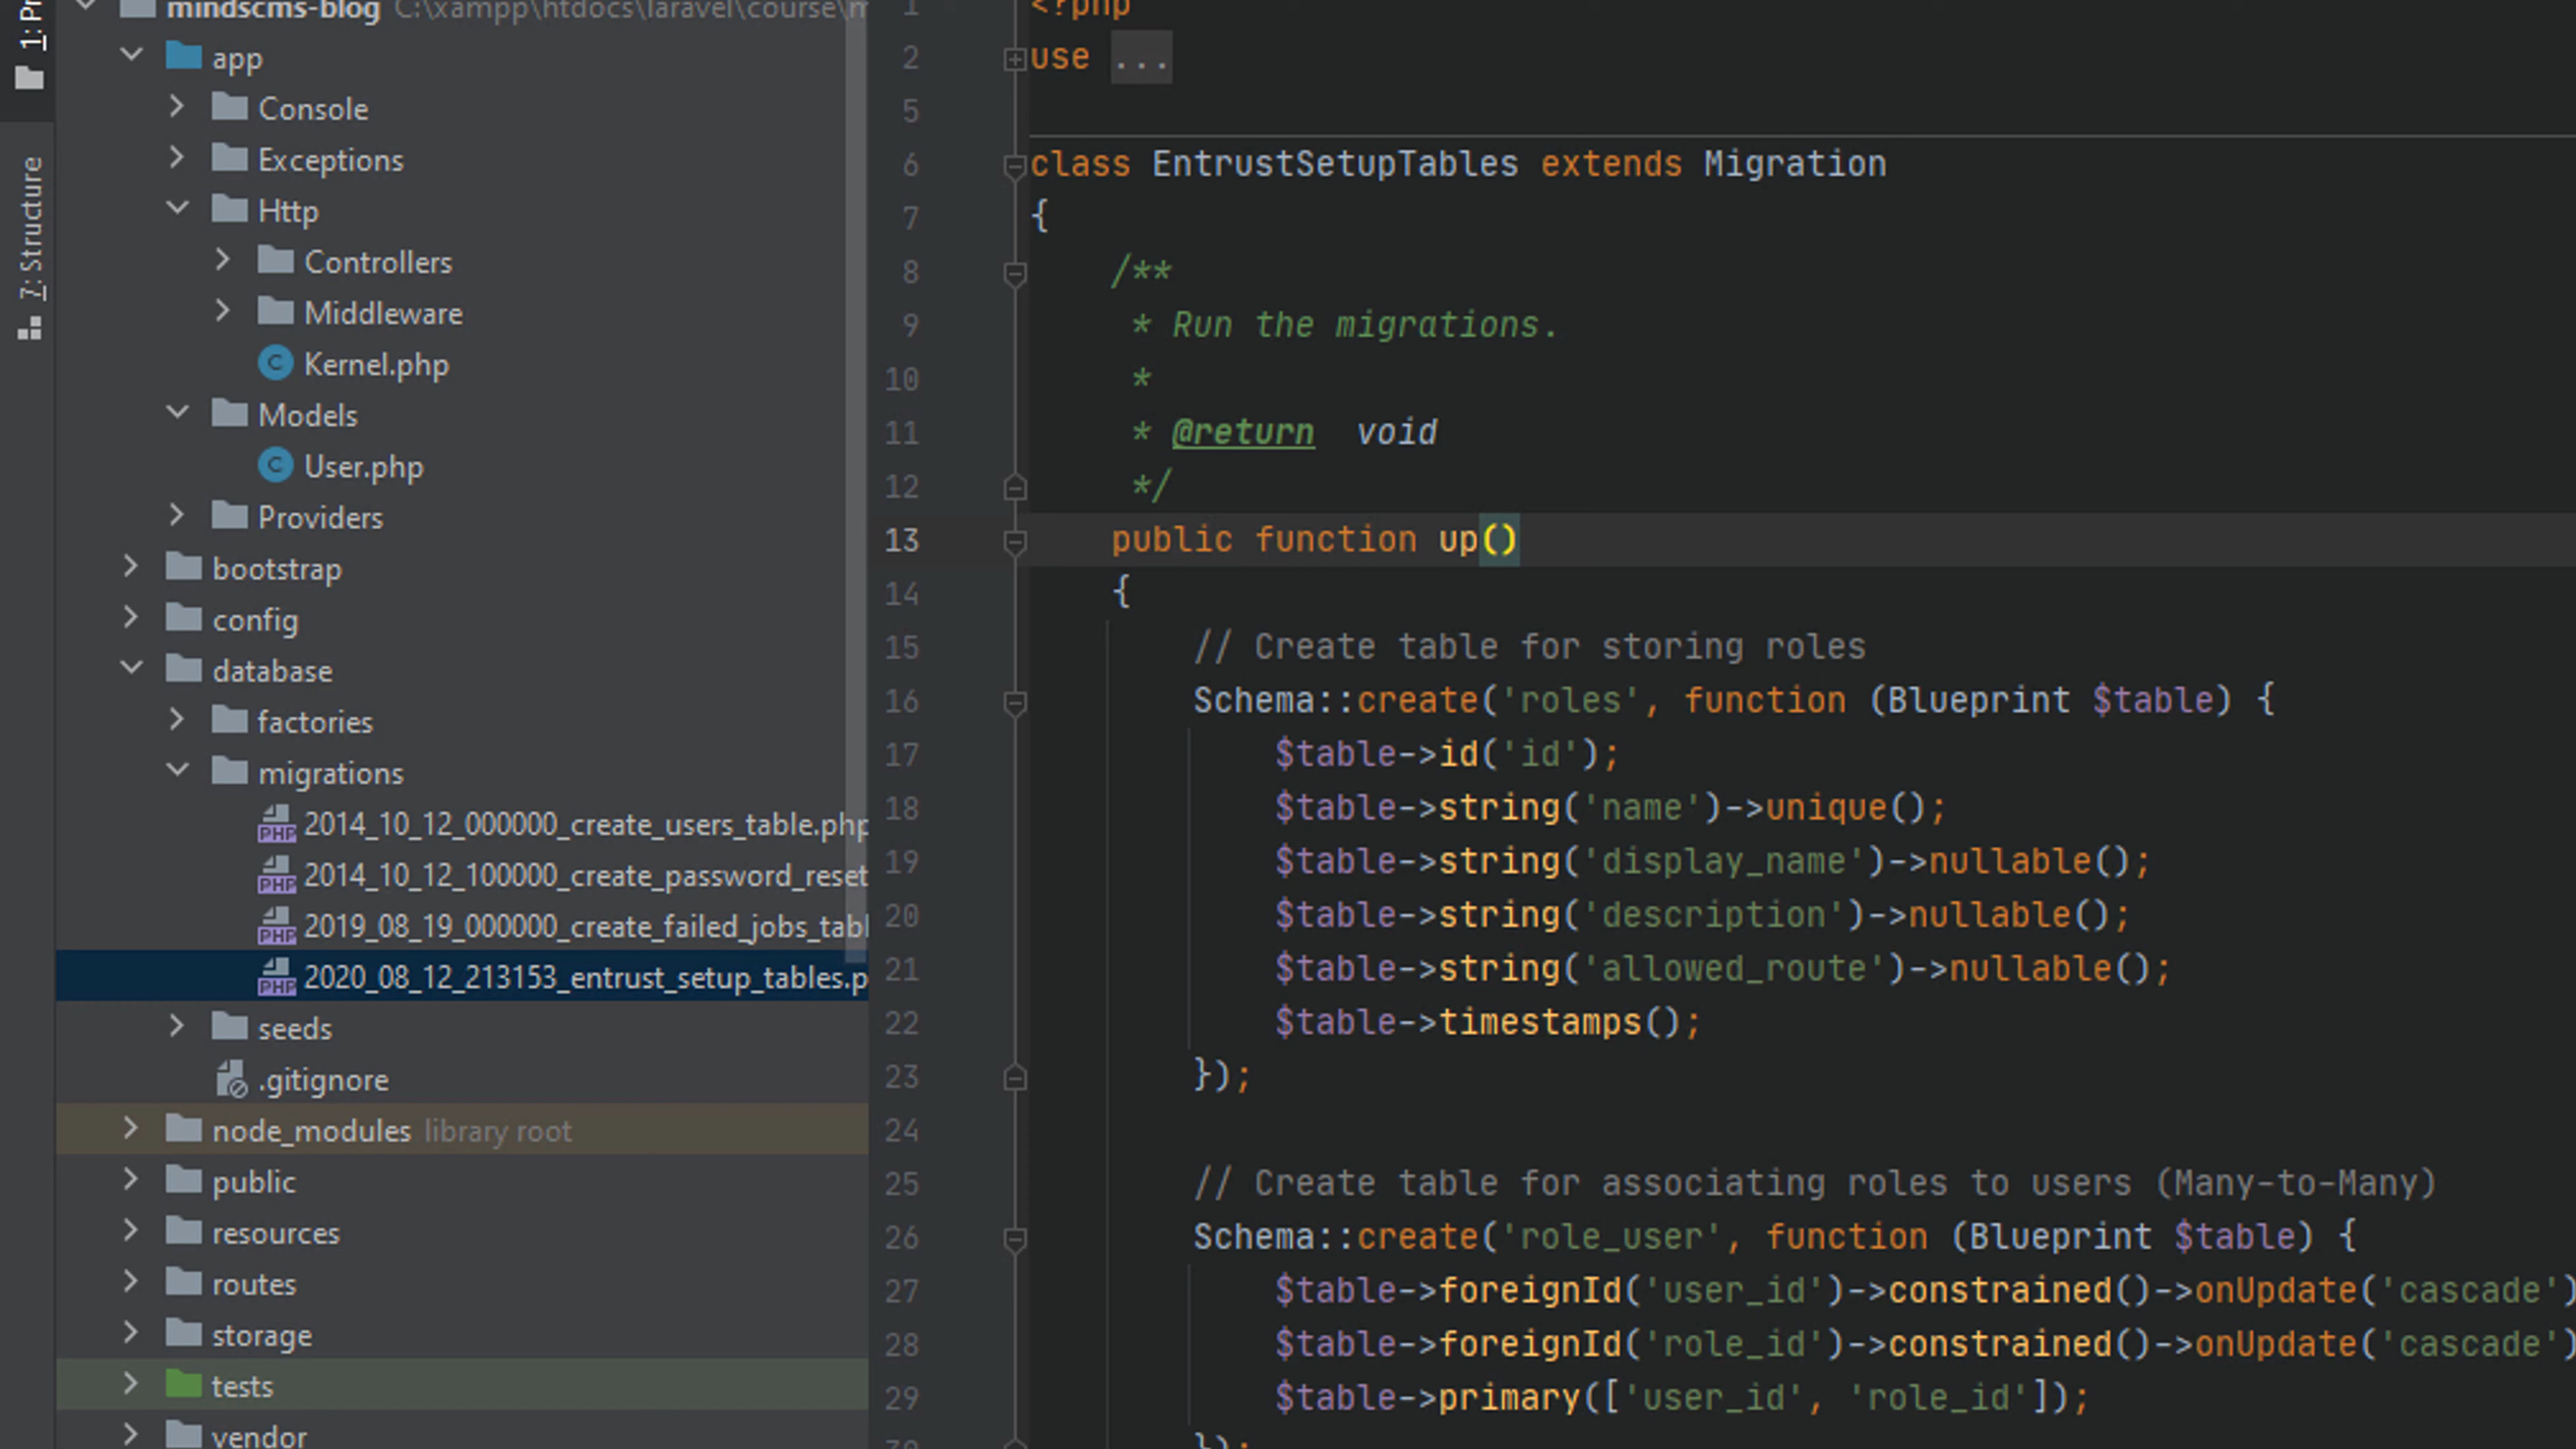 1: Pr
7: Structure
mindscms-blog C:\xampp\htdocs\laravel\course\m
app
Console
Exceptions
Http
Controllers
Middleware
Kernel.php
Models
User.php
Providers
bootstrap
config
database
factories
migrations
2014_10_12_000000_create_users_table.php
2014_10_12_100000_create_password_reset
2019_08_19_000000_create_failed_jobs_tabl
2020_08_12_213153_entrust_setup_tables.p
seeds
.gitignore
node_modules library root
public
resources
routes
storage
tests
vendor
1 <?php
2 use ...
5
6 class EntrustSetupTables extends Migration
7 {
8 /**
9 * Run the migrations.
10 *
11 * @return void
12 */
13 public function up()
14 {
15 // Create table for storing roles
16 Schema::create('roles', function (Blueprint $table) {
17 $table->id('id');
18 $table->string('name')->unique();
19 $table->string('display_name')->nullable();
20 $table->string('description')->nullable();
21 $table->string('allowed_route')->nullable();
22 $table->timestamps();
23 });
24
25 // Create table for associating roles to users (Many-to-Many)
26 Schema::create('role_user', function (Blueprint $table) {
27 $table->foreignId('user_id')->constrained()->onUpdate('cascade')
28 $table->foreignId('role_id')->constrained()->onUpdate('cascade')
29 $table->primary(['user_id', 'role_id']);
30 });